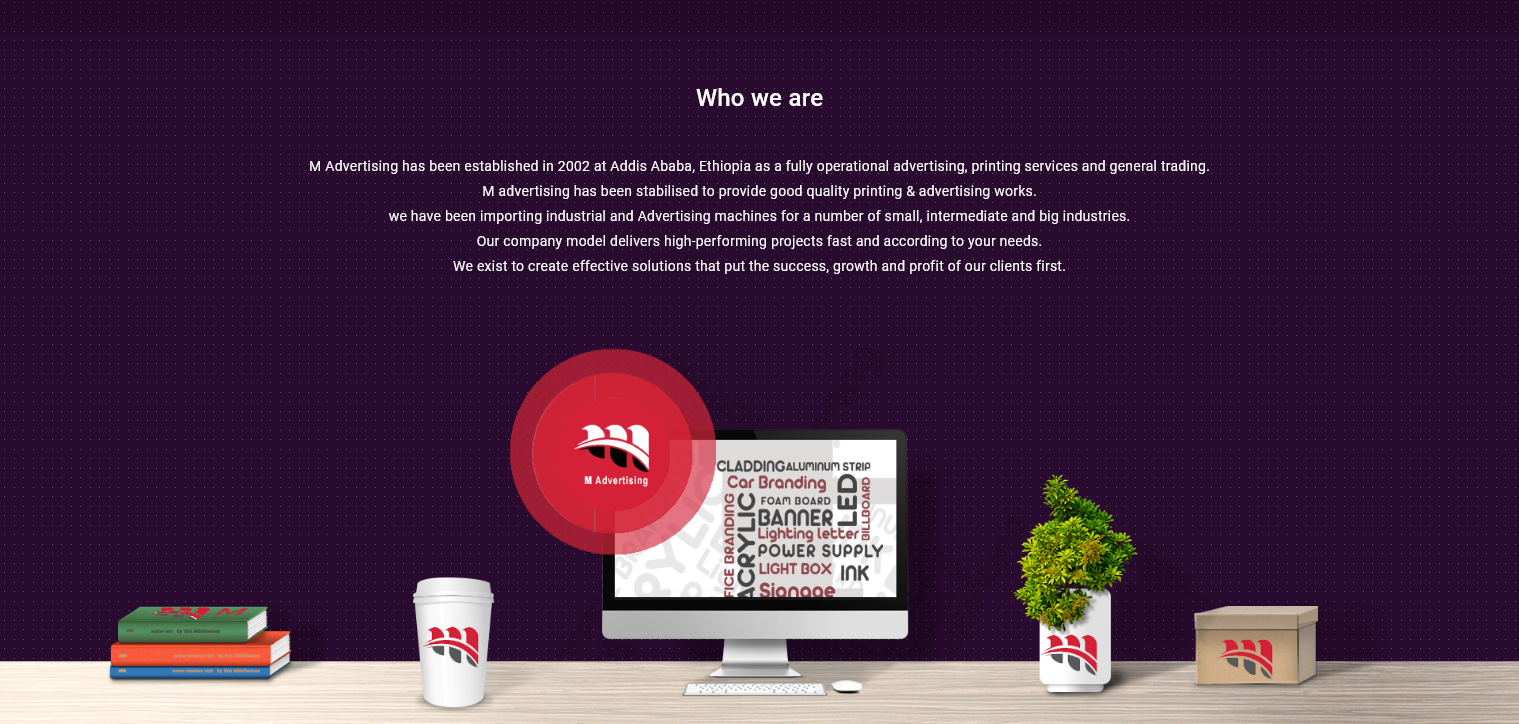 Who we are
M Advertising has been established in 2002 at Addis Ababa, Ethiopia as a fully operational advertising, printing services and general trading.
M advertising has been stabilised to provide good quality printing & advertising works.
we have been importing industrial and Advertising machines for a number of small, intermediate and big industries.
Our company model delivers high-performing projects fast and according to your needs.
We exist to create effective solutions that put the success, growth and profit of our clients first.
M Advertising
CLADDING ALUMINUM STRIP
Car Branding
LED
BILLBOARD
FOAM BOARD
BRANDING
ACRYLIC
BANNER
Lighting letter
POWER SUPPLY
LIGHT BOX
INK
Signage